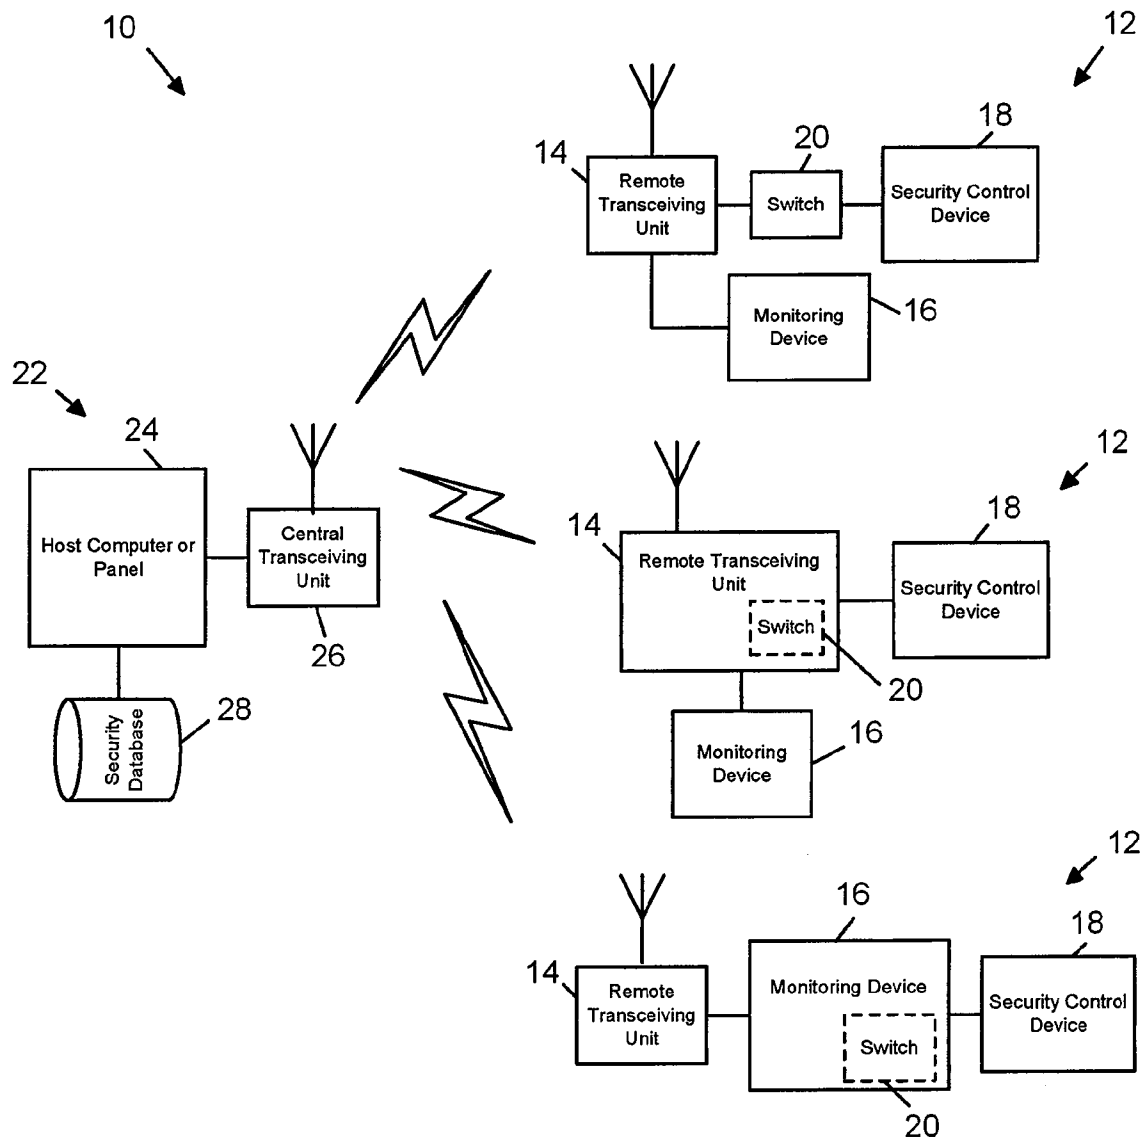 10
12
18
20
14
Remote
Transceiving
Unit
Switch
Security Control
Device
16
Monitoring
Device
22
24
Host Computer or
Panel
Central
Transceiving
Unit
26
28
Security
Database
12
18
14
Remote Transceiving
Unit
Switch
Security Control
Device
20
16
Monitoring
Device
12
16
18
14
Remote
Transceiving
Unit
Monitoring Device
Switch
Security Control
Device
20